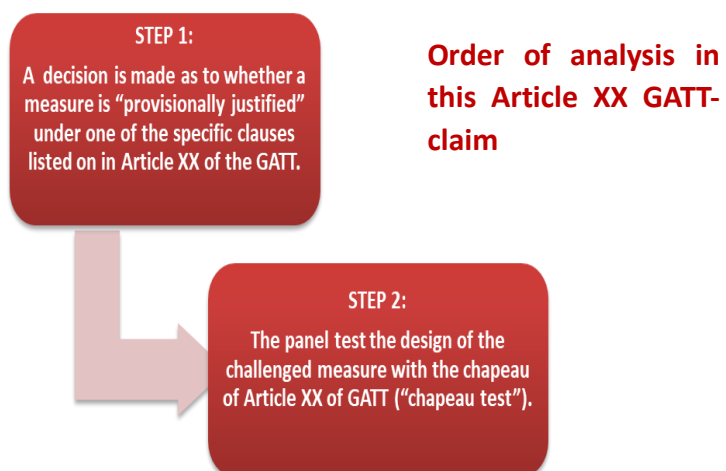 STEP 1:
A decision is made as to whether a
measure is “provisionally justified”
under one of the specific clauses
listed on in Article XX of the GATT.
Order of analysis in
this Article XX GATT-
claim
STEP 2:
The panel test the design of the
challenged measure with the chapeau
of Article XX of GATT (“chapeau test”).